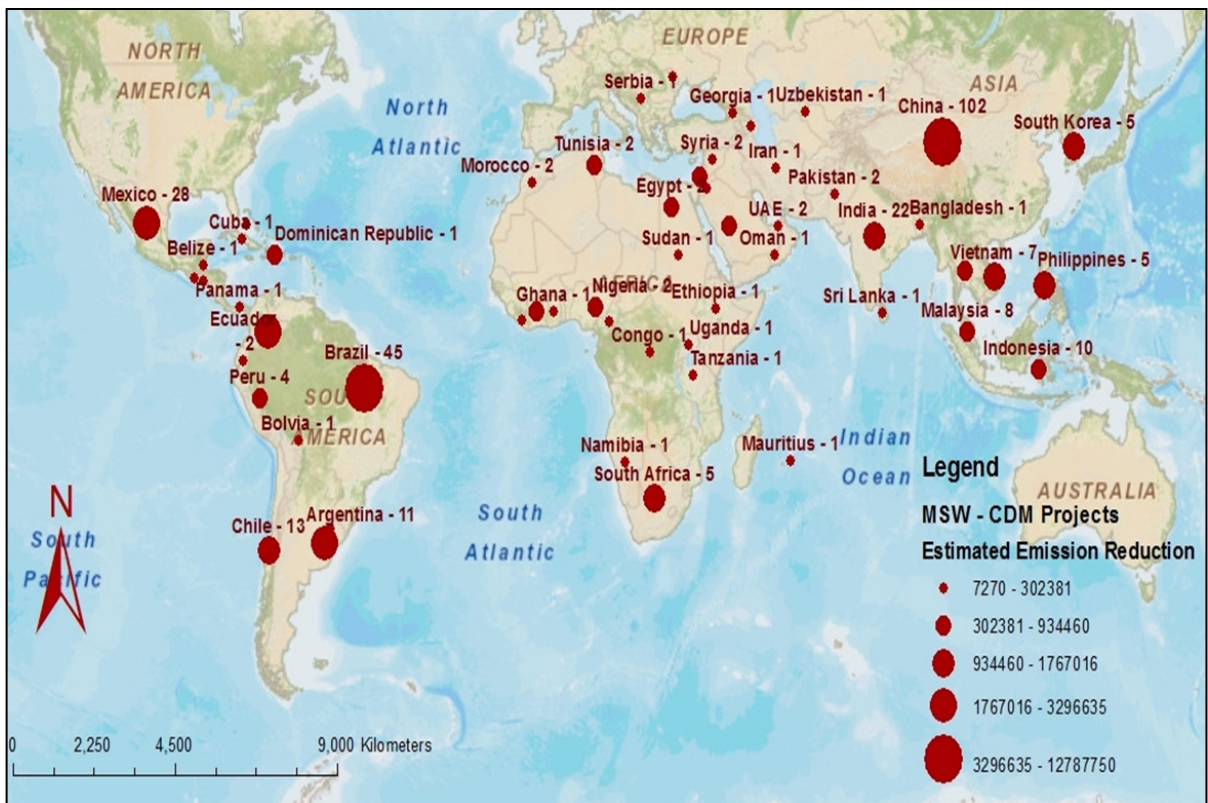 NORTH
AMERICA
EUROPE
ASIA
North
Atlantic
Serbia - 1
Georgia - 1
Uzbekistan - 1
China - 102
South Korea - 5
Tunisia - 2
Syria - 2
Iran - 1
Morocco - 2
Pakistan - 2
Mexico - 28
Egypt - 2
UAE - 2
India - 22
Bangladesh - 1
Cuba - 1
Dominican Republic - 1
Belize - 1
Sudan - 1
Oman - 1
Vietnam - 7
Philippines - 5
AFRICA
Panama - 1
Ghana - 1
Nigeria - 2
Ethiopia - 1
Sri Lanka - 1
Malaysia - 8
Ecuador
- 2
Congo - 1
Uganda - 1
Brazil - 45
Tanzania - 1
Indonesia - 10
Peru - 4
SOU
Bolvia - 1
AMERICA
Namibia - 1
Mauritius - 1
Indian
Ocean
South Africa - 5
Chile - 13
Argentina - 11
South
Atlantic
AUSTRALIA
N
South
Pacific
Legend
MSW - CDM Projects
Estimated Emission Reduction
7270 - 302381
302381 - 934460
934460 - 1767016
1767016 - 3296635
3296635 - 12787750
0 2,250 4,500 9,000 Kilometers